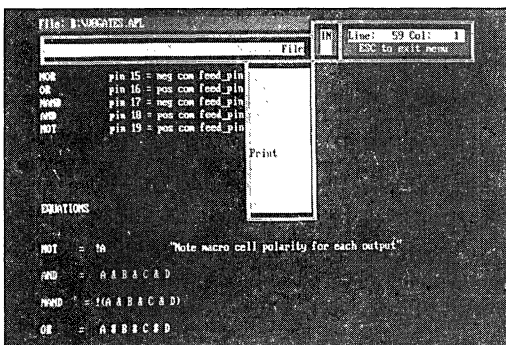 File: B:\V8GATES.APL
File
IN
Line: 59 Col: 1
ESC to exit menu
NOR pin 15 = neg com feed_pin
OR pin 16 = pos com feed_pin
NAND pin 17 = neg com feed_pin
AND pin 18 = pos com feed_pin
NOT pin 19 = pos com feed_pin
Print
EQUATIONS
NOT = !A "Note macro cell polarity for each output"
AND = A & B & C & D
NAND = !(A & B & C & D)
OR = A # B # C # D